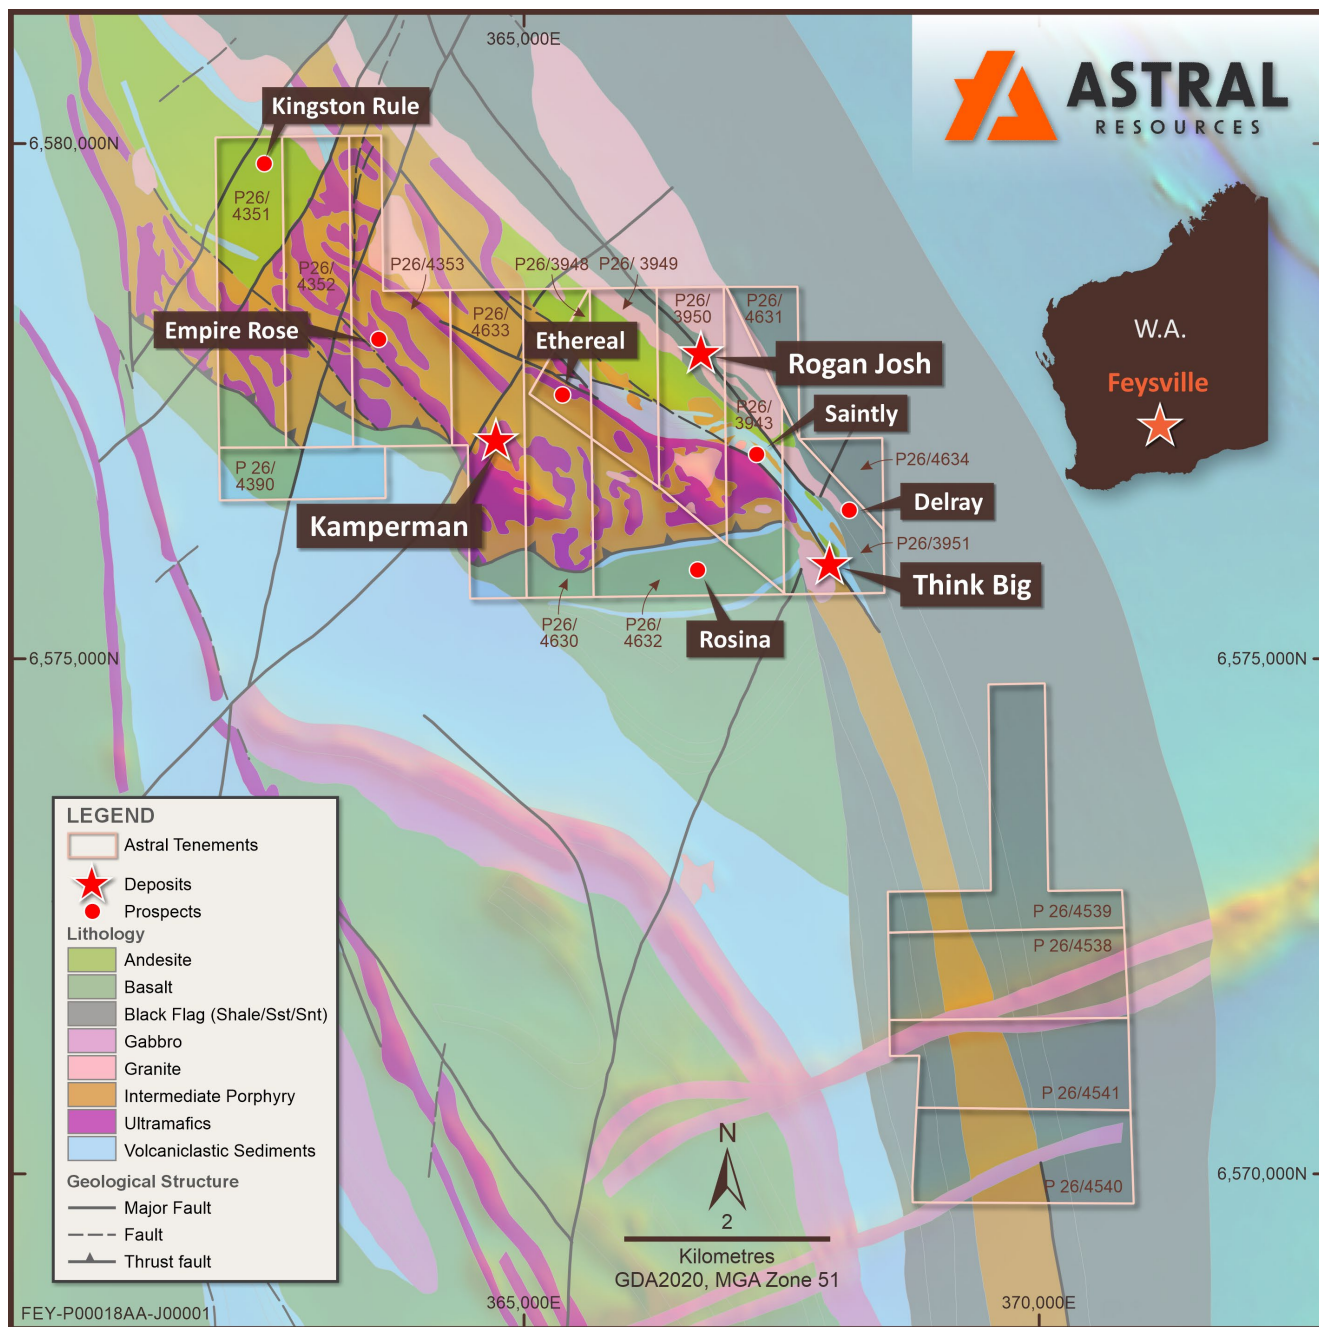 365,000E
ASTRAL
RESOURCES
Kingston Rule
6,580,000N
P26/
4351
P26/
4352
P26/4353
P26/3948
P26/ 3949
P26/
3950
P26/
4631
P26/
4633
Empire Rose
Ethereal
Rogan Josh
W.A.
Feysville
P26/
3943
Saintly
P26/4634
P 26/
4390
Delray
Kamperman
P26/3951
Think Big
P26/
4630
P26/
4632
Rosina
6,575,000N
6,575,000N
LEGEND
Astral Tenements
Deposits
Prospects
Lithology
Andesite
Basalt
Black Flag (Shale/Sst/Snt)
Gabbro
Granite
Intermediate Porphyry
Ultramafics
Volcaniclastic Sediments
Geological Structure
Major Fault
Fault
Thrust fault
P 26/4539
P 26/4538
P 26/4541
P 26/4540
6,570,000N
N
2
Kilometres
GDA2020, MGA Zone 51
365,000E
370,000E
FEY-P00018AA-J00001